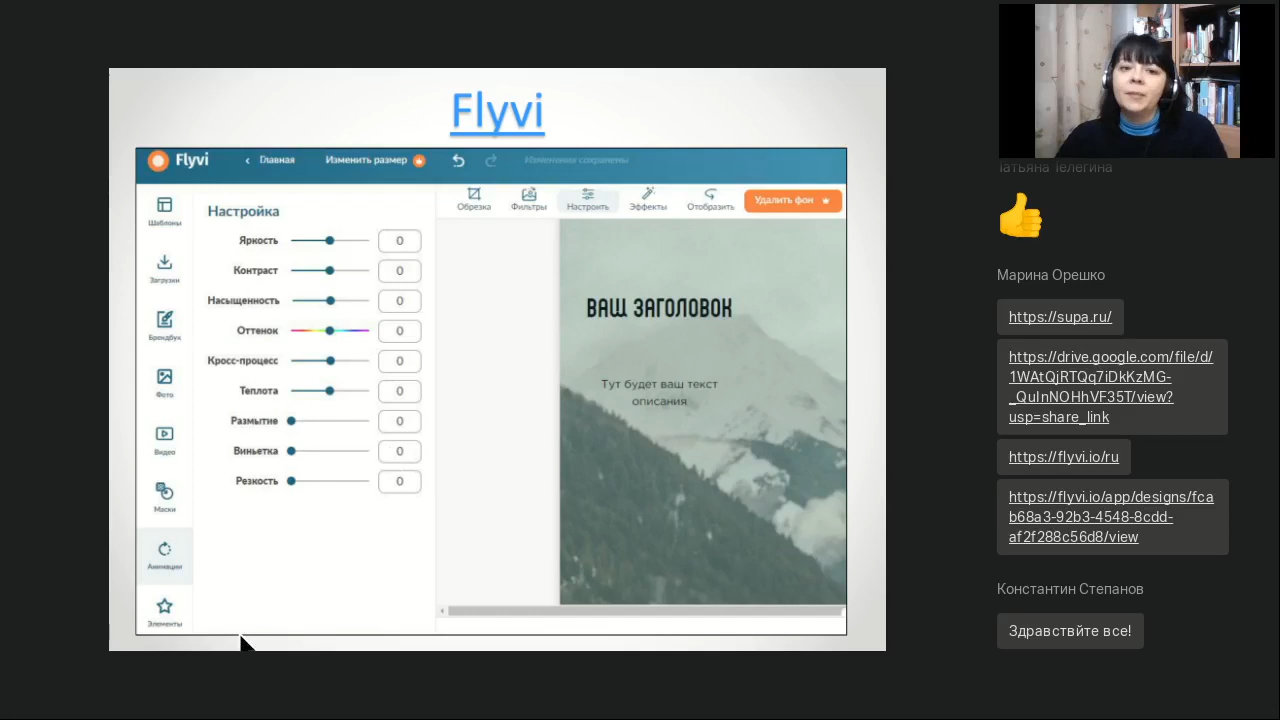 Flyvi
Flyvi
Главная
Изменить размер
Изменения сохранены
Шаблоны
Загрузки
Брендбук
Фото
Видео
Маски
Анимации
Элементы
Настройка
Яркость 0
Контраст 0
Насыщенность 0
Оттенок 0
Кросс-процесс 0
Теплота 0
Размытие 0
Виньетка 0
Резкость 0
Обрезка
Фильтры
Настроить
Эффекты
Отобразить
Удалить фон
ВАШ ЗАГОЛОВОК
Тут будет ваш текст
описания
Татьяна Телегина
Марина Орешко
https://supa.ru/
https://drive.google.com/file/d/
1WAtQjRTQq7iDkKzMG-
_QuInNOHhVF35T/view?
usp=share_link
https://flyvi.io/ru
https://flyvi.io/app/designs/fca
b68a3-92b3-4548-8cdd-
af2f288c56d8/view
Константин Степанов
Здравствйте все!